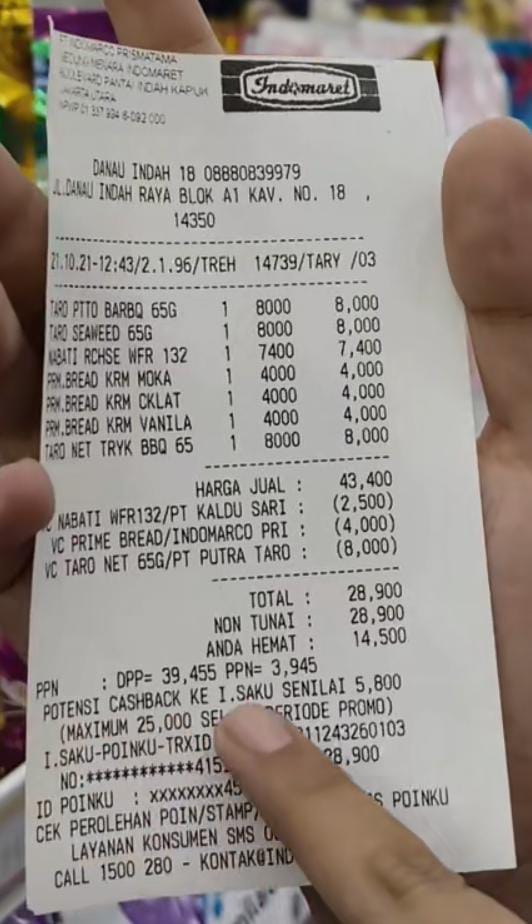 PT INDOMARCO PRISMATAMA
GEDUNG MENARA INDOMARET
BOULEVARD PANTAI INDAH KAPUK
JAKARTA UTARA
NPWP 01 337 994 6-092 000
Indomaret
DANAU INDAH 18 08880839979
JL.DANAU INDAH RAYA BLOK A1 KAV. NO. 18 ,
14350
21.10.21-12:43/2.1.96/TREH 14739/TARY /03
TARO PTTO BARBQ 65G 1 8000 8,000
TARO SEAWEED 65G 1 8000 8,000
NABATI RCHSE WFR 132 1 7400 7,400
PRM.BREAD KRM MOKA 1 4000 4,000
PRM.BREAD KRM CKLAT 1 4000 4,000
PRM.BREAD KRM VANILA 1 4000 4,000
TARO NET TRYK BBQ 65 1 8000 8,000
HARGA JUAL : 43,400
VC NABATI WFR132/PT KALDU SARI : (2,500)
VC PRIME BREAD/INDOMARCO PRI : (4,000)
VC TARO NET 65G/PT PUTRA TARO : (8,000)
TOTAL : 28,900
NON TUNAI : 28,900
ANDA HEMAT : 14,500
PPN : DPP= 39,455 PPN= 3,945
POTENSI CASHBACK KE I.SAKU SENILAI 5,800
(MAXIMUM 25,000 PERIODE PROMO)
I.SAKU-POINKU-TRXID 11243260103
NO:************415 28,900
ID POINKU : xxxxxxxx45
CEK PEROLEHAN POIN/STAMP/ POINKU
LAYANAN KONSUMEN SMS
CALL 1500 280 - KONTAK@IND